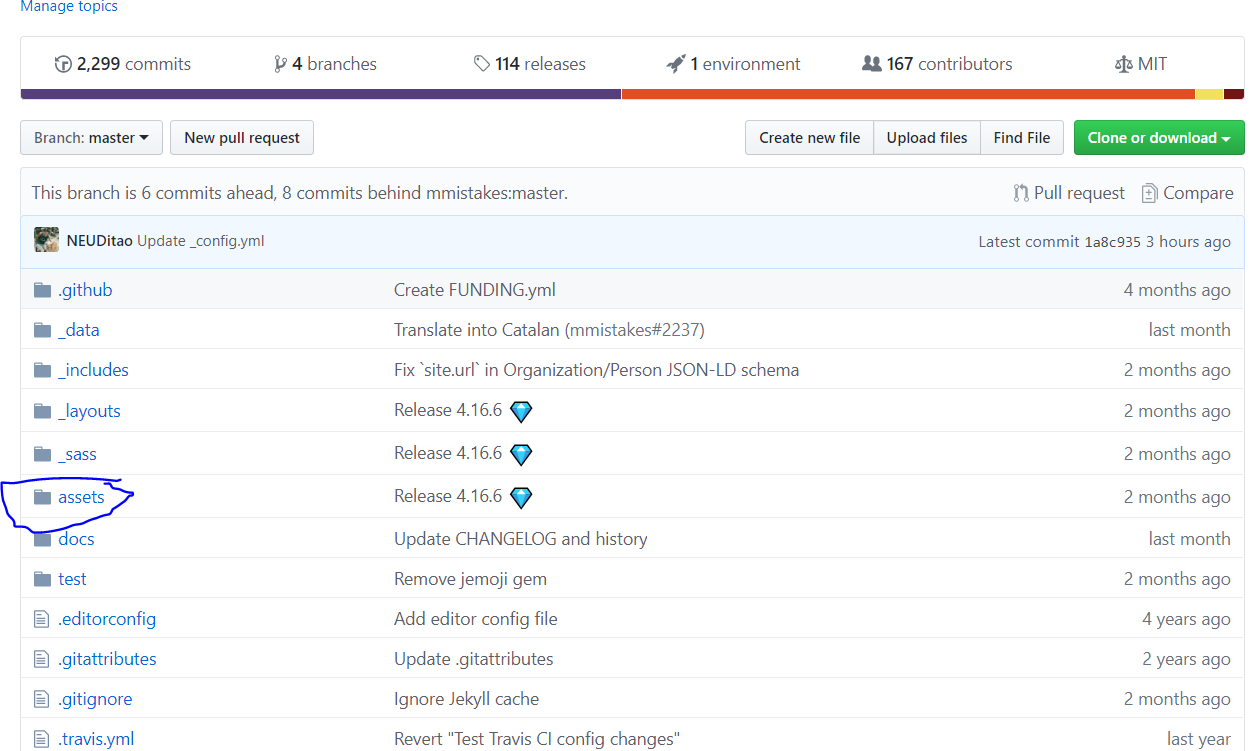 Manage topics
2,299 commits 4 branches 114 releases 1 environment 167 contributors MIT
Branch: master New pull request Create new file Upload files Find File Clone or download
This branch is 6 commits ahead, 8 commits behind mmistakes:master. Pull request Compare
NEUDitao Update _config.yml Latest commit 1a8c935 3 hours ago
.github Create FUNDING.yml 4 months ago
_data Translate into Catalan (mmistakes#2237) last month
_includes Fix `site.url` in Organization/Person JSON-LD schema 2 months ago
_layouts Release 4.16.6 2 months ago
_sass Release 4.16.6 2 months ago
assets Release 4.16.6 2 months ago
docs Update CHANGELOG and history last month
test Remove jemoji gem 2 months ago
.editorconfig Add editor config file 4 years ago
.gitattributes Update .gitattributes 2 years ago
.gitignore Ignore Jekyll cache 2 months ago
.travis.yml Revert "Test Travis CI config changes" last year